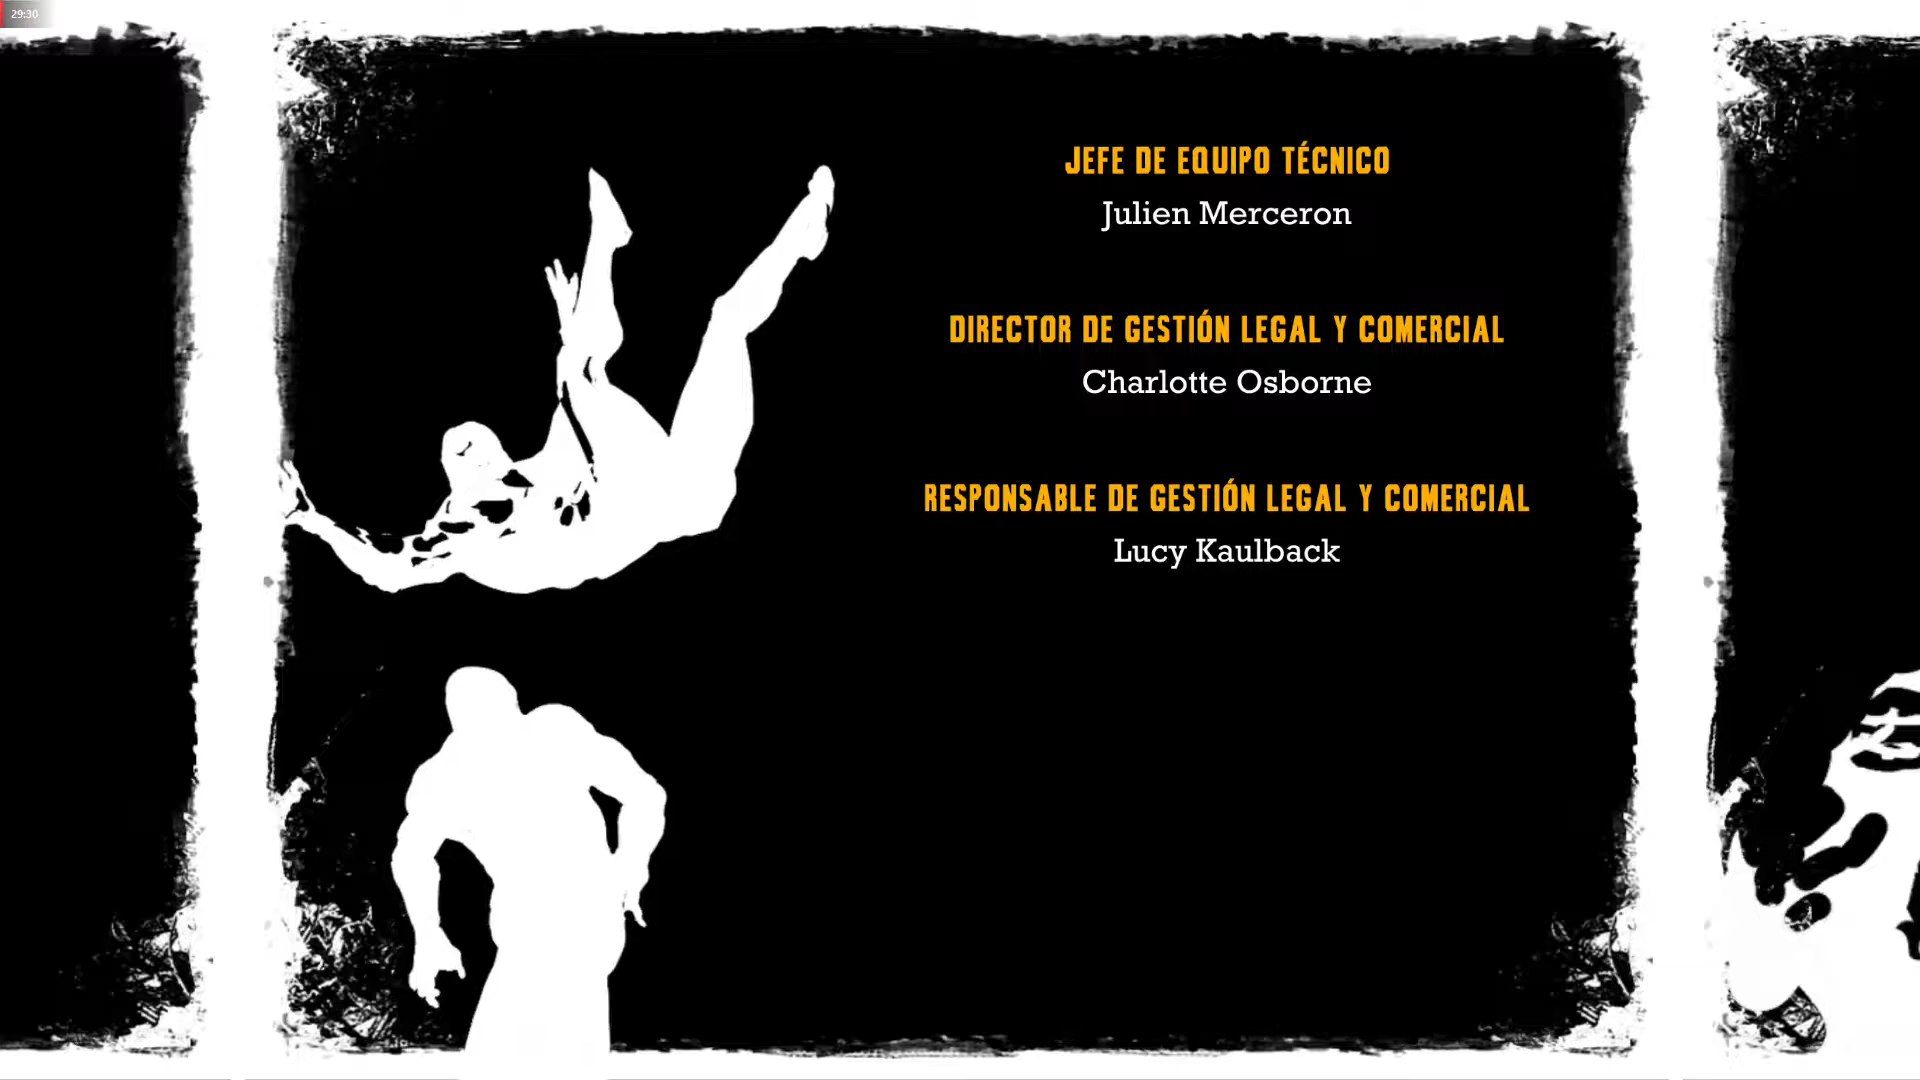 29:30
JEFE DE EQUIPO TÉCNICO
Julien Merceron
DIRECTOR DE GESTIÓN LEGAL Y COMERCIAL
Charlotte Osborne
RESPONSABLE DE GESTIÓN LEGAL Y COMERCIAL
Lucy Kaulback